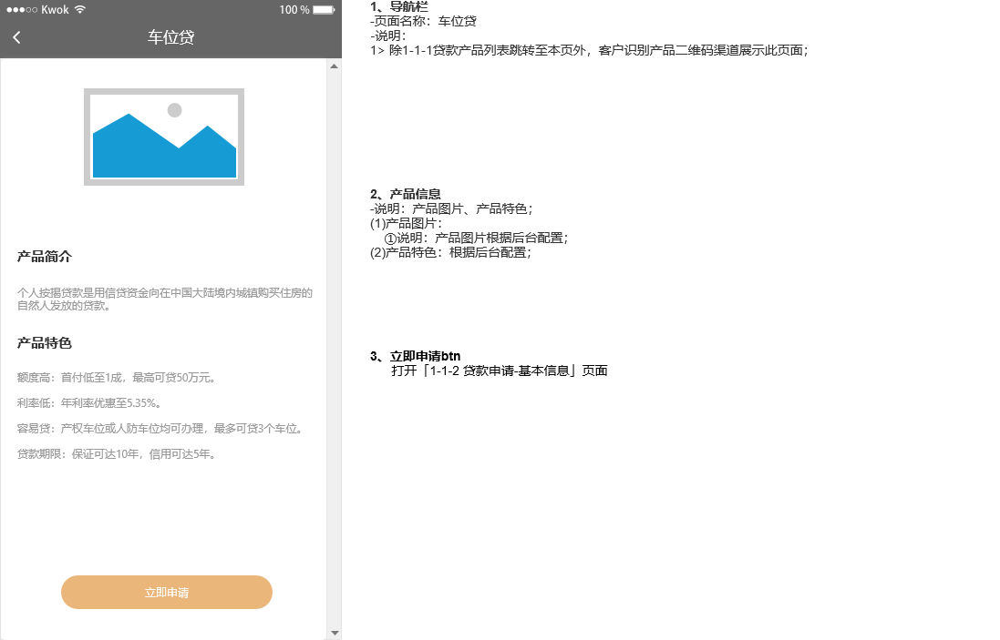 Kwok
100 %
车位贷
产品简介
个人按揭贷款是用信贷资金向在中国大陆境内城镇购买住房的
自然人发放的贷款。
产品特色
额度高：首付低至1成，最高可贷50万元。
利率低：年利率优惠至5.35%。
容易贷：产权车位或人防车位均可办理，最多可贷3个车位。
贷款期限：保证可达10年，信用可达5年。
立即申请
1、导航栏
-页面名称：车位贷
-说明：
1> 除1-1-1贷款产品列表跳转至本页外，客户识别产品二维码渠道展示此页面；
2、产品信息
-说明：产品图片、产品特色；
(1)产品图片：
①说明：产品图片根据后台配置；
(2)产品特色：根据后台配置；
3、立即申请btn
打开「1-1-2 贷款申请-基本信息」页面